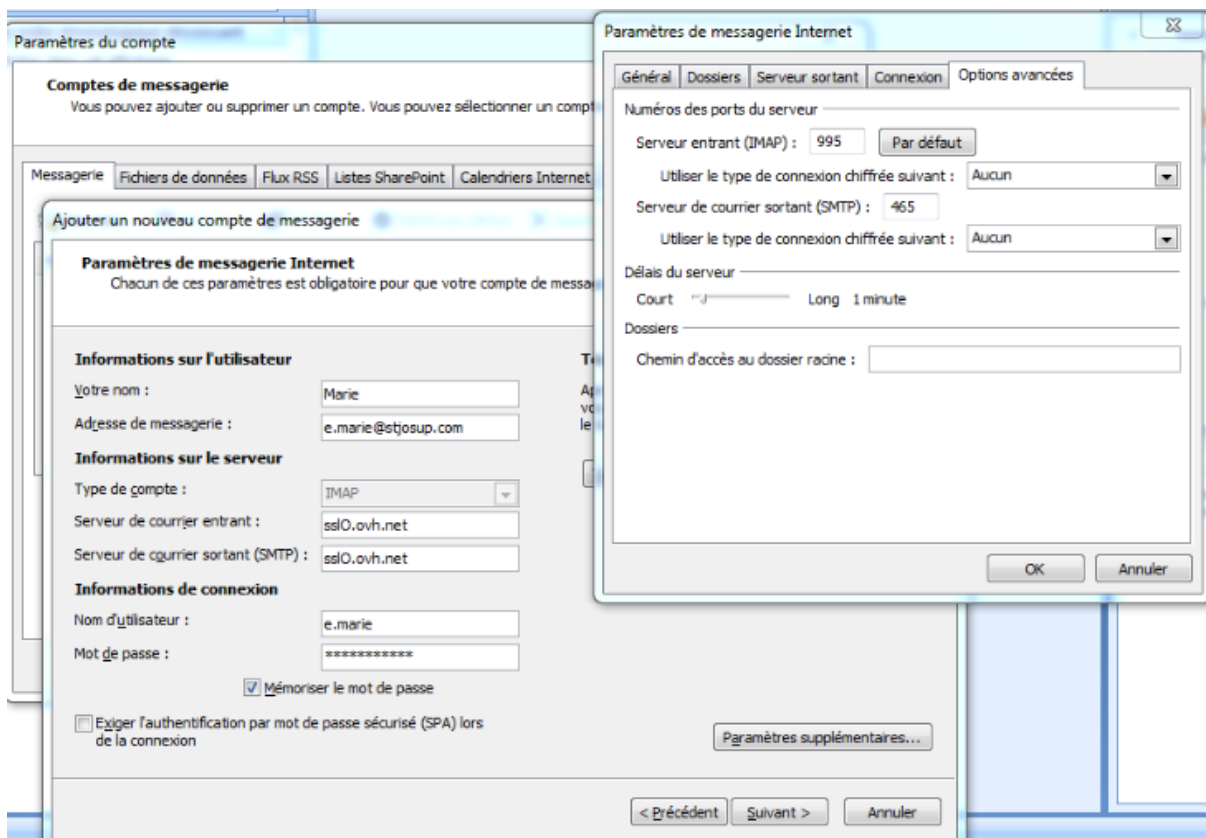 Paramètres du compte
Comptes de messagerie
Vous pouvez ajouter ou supprimer un compte. Vous pouvez sélectionner un compt
Messagerie
Fichiers de données
Flux RSS
Listes SharePoint
Calendriers Internet
Ajouter un nouveau compte de messagerie
Paramètres de messagerie Internet
Chacun de ces paramètres est obligatoire pour que votre compte de messa
Informations sur l'utilisateur
Votre nom :
Marie
Adresse de messagerie :
e.marie@stjosup.com
Informations sur le serveur
Type de compte :
IMAP
Serveur de courrier entrant :
sslO.ovh.net
Serveur de courrier sortant (SMTP) :
sslO.ovh.net
Informations de connexion
Nom d'utilisateur :
e.marie
Mot de passe :
***********
Mémoriser le mot de passe
Exiger l'authentification par mot de passe sécurisé (SPA) lors
de la connexion
Paramètres supplémentaires...
< Précédent
Suivant >
Annuler
Paramètres de messagerie Internet
Général
Dossiers
Serveur sortant
Connexion
Options avancées
Numéros des ports du serveur
Serveur entrant (IMAP) :
995
Par défaut
Utiliser le type de connexion chiffrée suivant :
Aucun
Serveur de courrier sortant (SMTP) :
465
Utiliser le type de connexion chiffrée suivant :
Aucun
Délais du serveur
Court
Long
1 minute
Dossiers
Chemin d'accès au dossier racine :
OK
Annuler